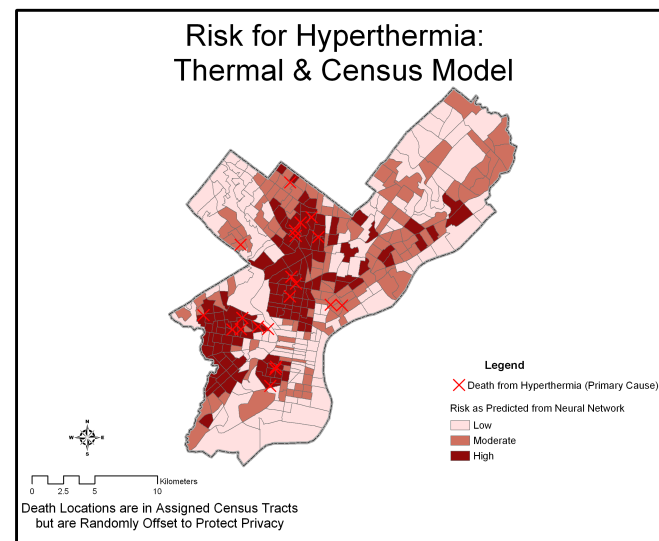 Risk for Hyperthermia:
Thermal & Census Model
Legend
Death from Hyperthermia (Primary Cause)
Risk as Predicted from Neural Network
Low
Moderate
High
N
W E
S
Kilometers
0 2.5 5 10
Death Locations are in Assigned Census Tracts
but are Randomly Offset to Protect Privacy